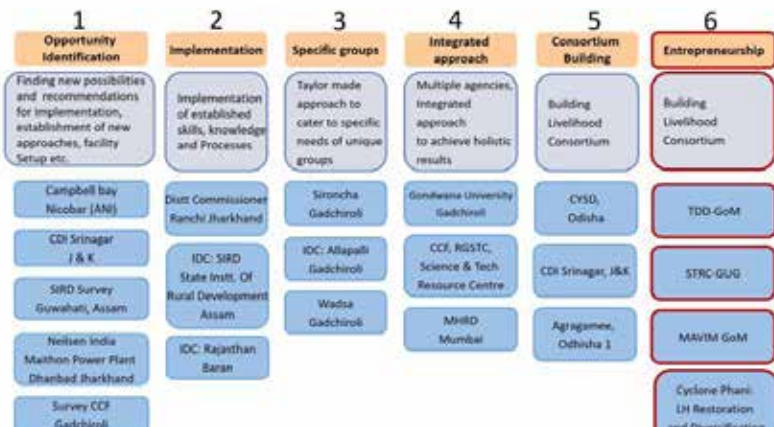 1
Opportunity
Identification
Finding new possibilities
and recommendations
for implementation,
establishment of new
approaches, facility
Setup etc.
Campbell bay
Nicobar (ANI)
CDI Srinagar
J & K
SIRD Survey
Guwahati, Assam
Neilsen India
Maithon Power Plant
Dhanbad Jharkhand
Survey CCF
Gadchiroli
2
Implementation
Implementation
of established
skills, knowledge
and Processes
Distt Commissioner
Ranchi Jharkhand
IDC: SIRD
State Instt. Of
Rural Development
Assam
IDC: Rajasthan
Baran
3
Specific groups
Taylor made
approach to
cater to specific
needs of unique
groups
Sironcha
Gadchiroli
IDC: Allapalli
Gadchiroli
Wadsa
Gadchiroli
4
Integrated
approach
Multiple agencies,
Integrated
approach
to achieve holistic
results
Gondwana University
Gadchiroli
CCF, RGSTC,
Science & Tech
Resource Centre
MHRD
Mumbai
5
Consortium
Building
Building
Livelihood
Consortium
CYSD,
Odisha
CDI Srinagar, J&K
Agragamee,
Odhisha 1
6
Entrepreneurship
Building
Livelihood
Consortium
TDD-GoM
STRC-GUG
MAVIM GoM
Cyclone Phani:
LH Restoration
and Diversification